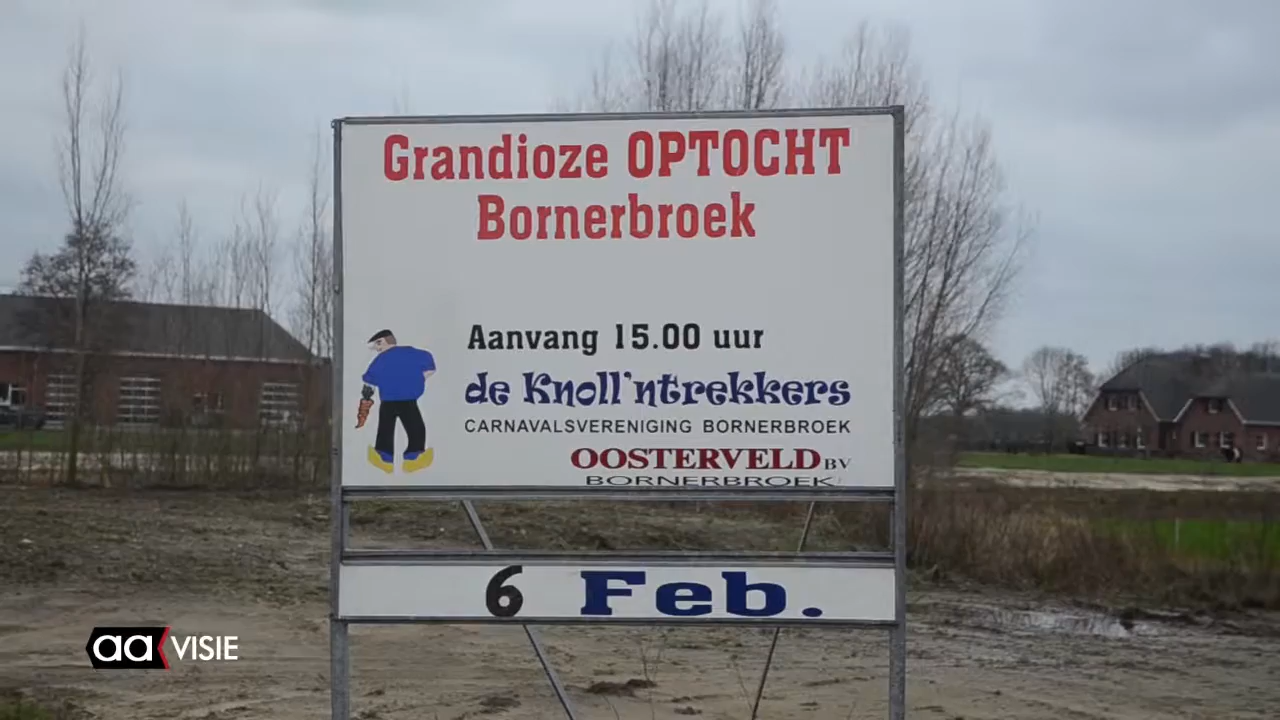 Grandioze OPTOCHT
Bornerbroek
Aanvang 15.00 uur
de Knoll'ntrekkers
CARNAVALSVERENIGING BORNERBROEK
OOSTERVELD BV
BORNERBROEK
6 Feb.
aa VISIE